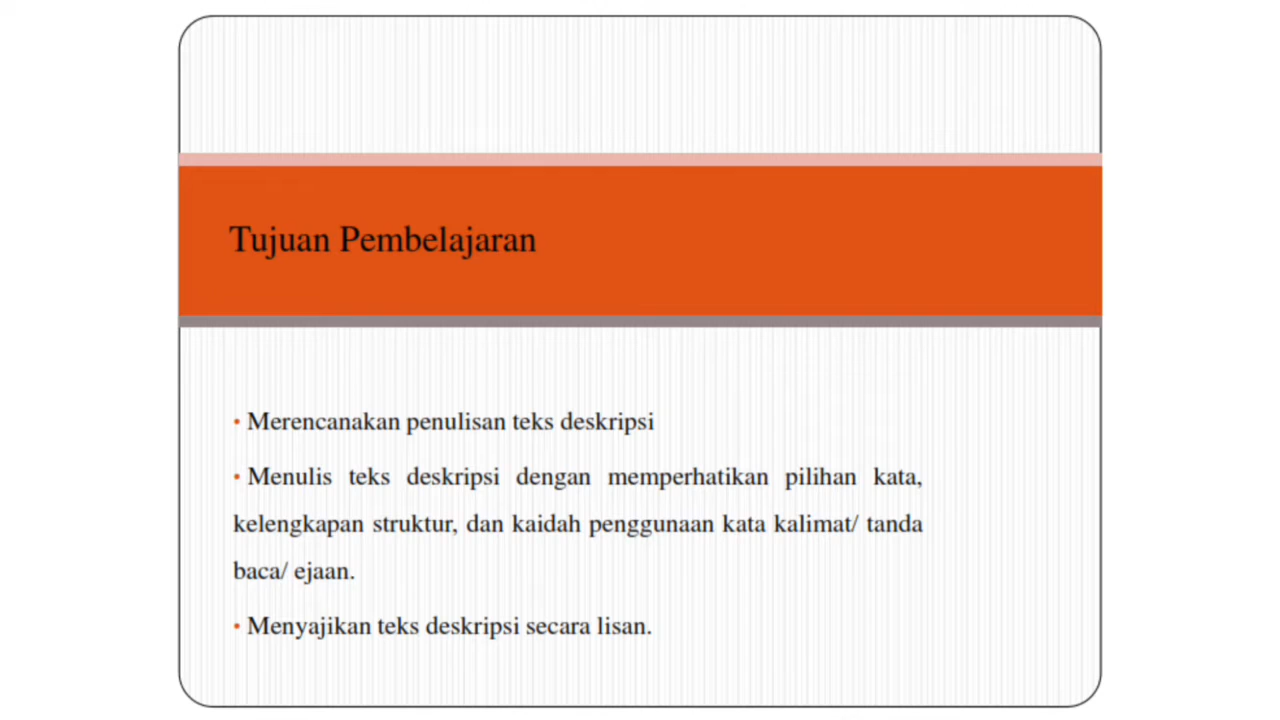 Tujuan Pembelajaran
• Merencanakan penulisan teks deskripsi
• Menulis teks deskripsi dengan memperhatikan pilihan kata,
kelengkapan struktur, dan kaidah penggunaan kata kalimat/ tanda
baca/ ejaan.
• Menyajikan teks deskripsi secara lisan.